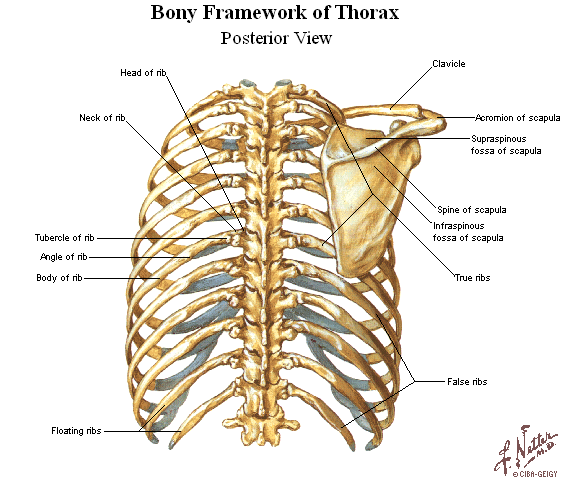 Bony Framework of Thorax
Posterior View
Clavicle
Head of rib
Neck of rib
Acromion of scapula
Supraspinous
fossa of scapula
Spine of scapula
Infraspinous
fossa of scapula
Tubercle of rib
Angle of rib
Body of rib
True ribs
False ribs
Floating ribs
F. Netter
M.D.
© CIBA-GEIGY